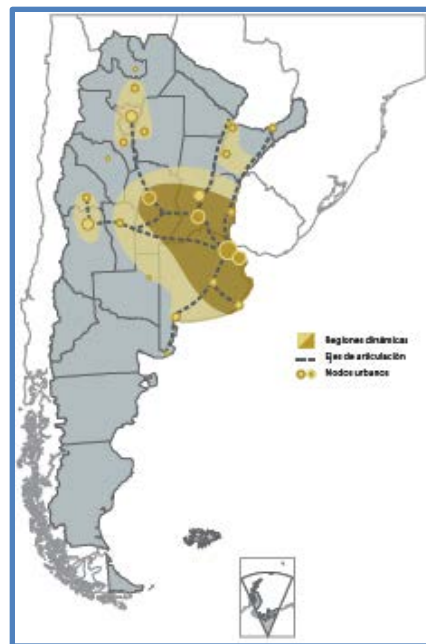 Regiones dinámicas
Ejes de articulación
Nodos urbanos